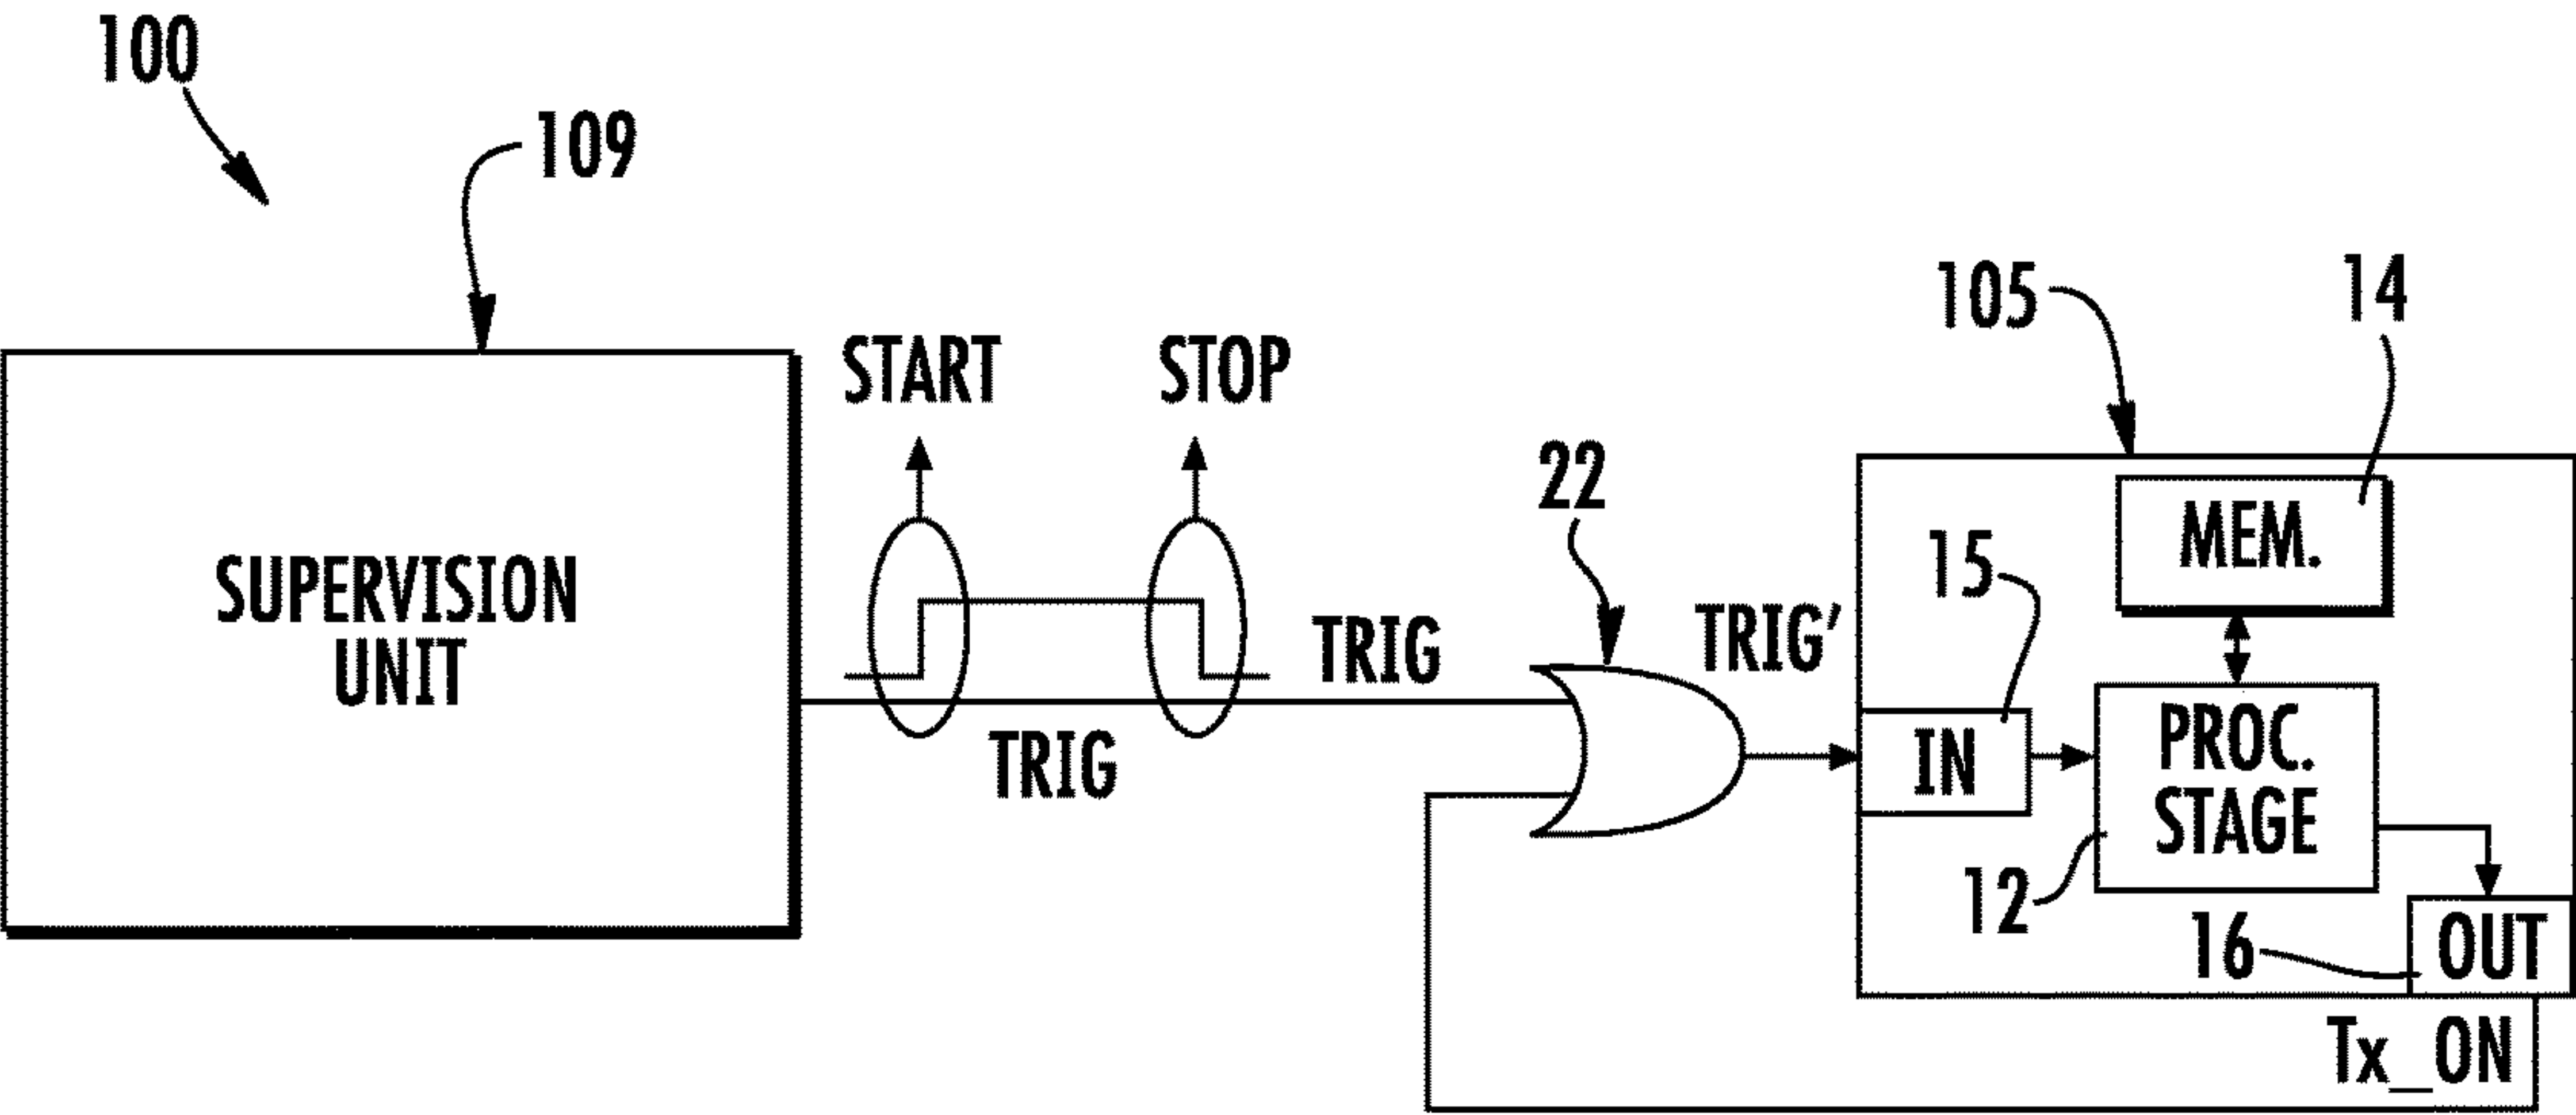 100
109
START
STOP
105
14
22
MEM.
15
SUPERVISION
UNIT
TRIG
TRIG'
TRIG
IN
PROC.
STAGE
12
16
OUT
Tx_ON